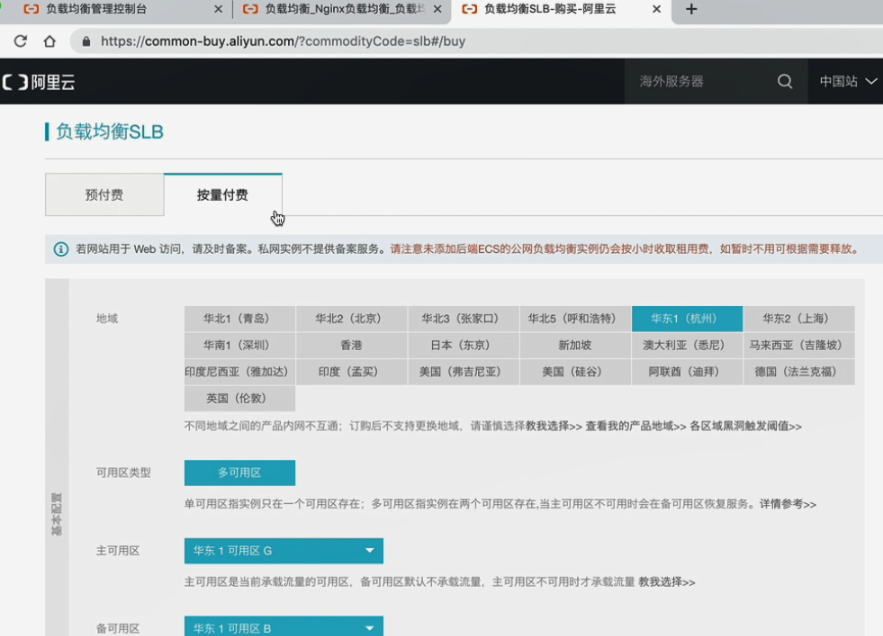 负载均衡管理控制台 × 负载均衡_Nginx负载均衡_负载均 × 负载均衡SLB-购买-阿里云 × +
https://common-buy.aliyun.com/?commodityCode=slb#/buy
阿里云 海外服务器 中国站
负载均衡SLB
预付费 按量付费
若网站用于 Web 访问，请及时备案。私网实例不提供备案服务。请注意未添加后端ECS的公网负载均衡实例仍会按小时收取租用费，如暂时不用可根据需要释放。
地域 华北1（青岛） 华北2（北京） 华北3（张家口） 华北5（呼和浩特） 华东1（杭州） 华东2（上海）
华南1（深圳） 香港 日本（东京） 新加坡 澳大利亚（悉尼） 马来西亚（吉隆坡）
印度尼西亚（雅加达） 印度（孟买） 美国（弗吉尼亚） 美国（硅谷） 阿联酋（迪拜） 德国（法兰克福）
英国（伦敦）
不同地域之间的产品内网不互通；订购后不支持更换地域，请谨慎选择教我选择>> 查看我的产品地域>> 各区域黑洞触发阈值>>
可用区类型 多可用区
单可用区指实例只在一个可用区存在；多可用区指实例在两个可用区存在,当主可用区不可用时会在备可用区恢复服务。详情参考>>
基本配置
主可用区 华东 1 可用区 G
主可用区是当前承载流量的可用区，备可用区默认不承载流量，主可用区不可用时才承载流量 教我选择>>
备可用区 华东 1 可用区 B